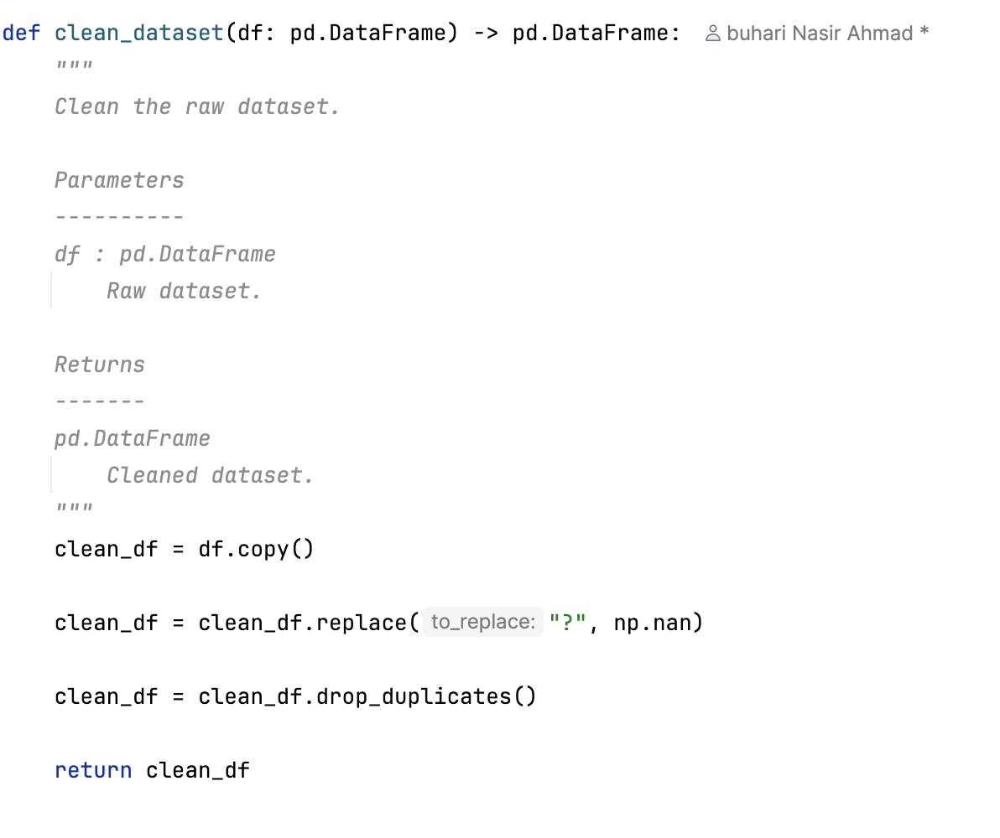 def clean_dataset(df: pd.DataFrame) -> pd.DataFrame:  buhari Nasir Ahmad *
    """
    Clean the raw dataset.

    Parameters
    ----------
    df : pd.DataFrame
        Raw dataset.

    Returns
    -------
    pd.DataFrame
        Cleaned dataset.
    """
    clean_df = df.copy()

    clean_df = clean_df.replace( to_replace: "?", np.nan)

    clean_df = clean_df.drop_duplicates()

    return clean_df